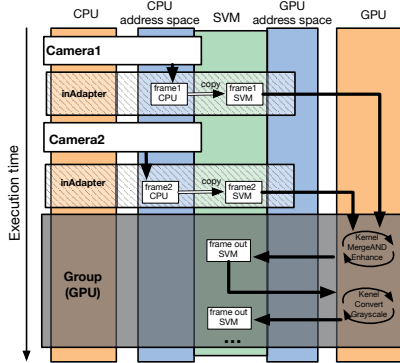 CPU
CPU
address space
SVM
GPU
address space
GPU
Camera1
inAdapter
frame1
CPU
copy
frame1
SVM
Camera2
inAdapter
frame2
CPU
copy
frame2
SVM
Execution time
Group
(GPU)
frame out
SVM
Kernel
MergeAND
Enhance
Kenel
Convert
Grayscale
frame out
SVM
...